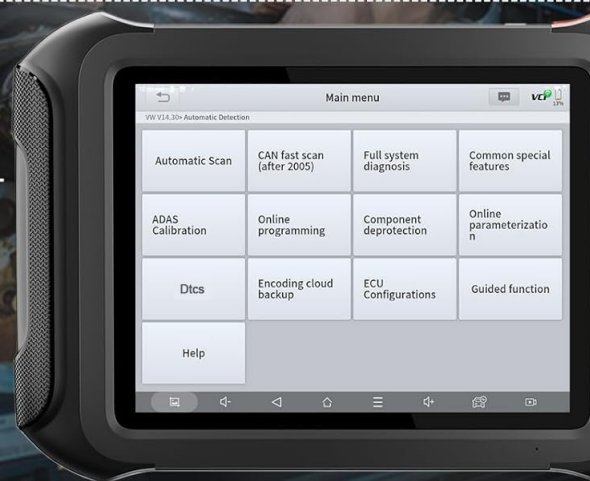 Main menu
VCI
13%
VW V14.30> Automatic Detection
Automatic Scan
CAN fast scan
(after 2005)
Full system
diagnosis
Common special
features
ADAS
Calibration
Online
programming
Component
deprotection
Online
parameterizatio
n
Dtcs
Encoding cloud
backup
ECU
Configurations
Guided function
Help